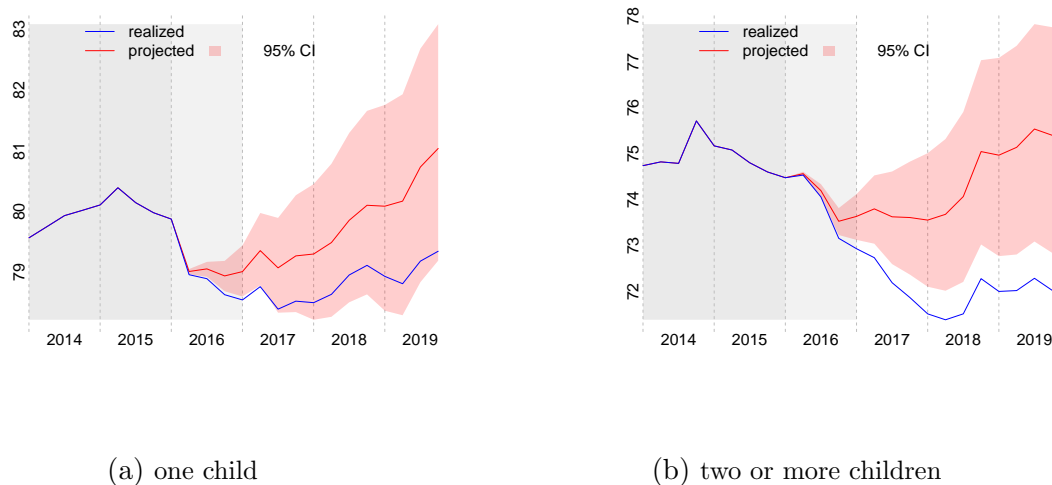 83
82
81
80
79
realized
projected
95% CI
2014 2015 2016 2017 2018 2019
(a) one child
78
77
76
75
74
73
72
realized
projected
95% CI
2014 2015 2016 2017 2018 2019
(b) two or more children